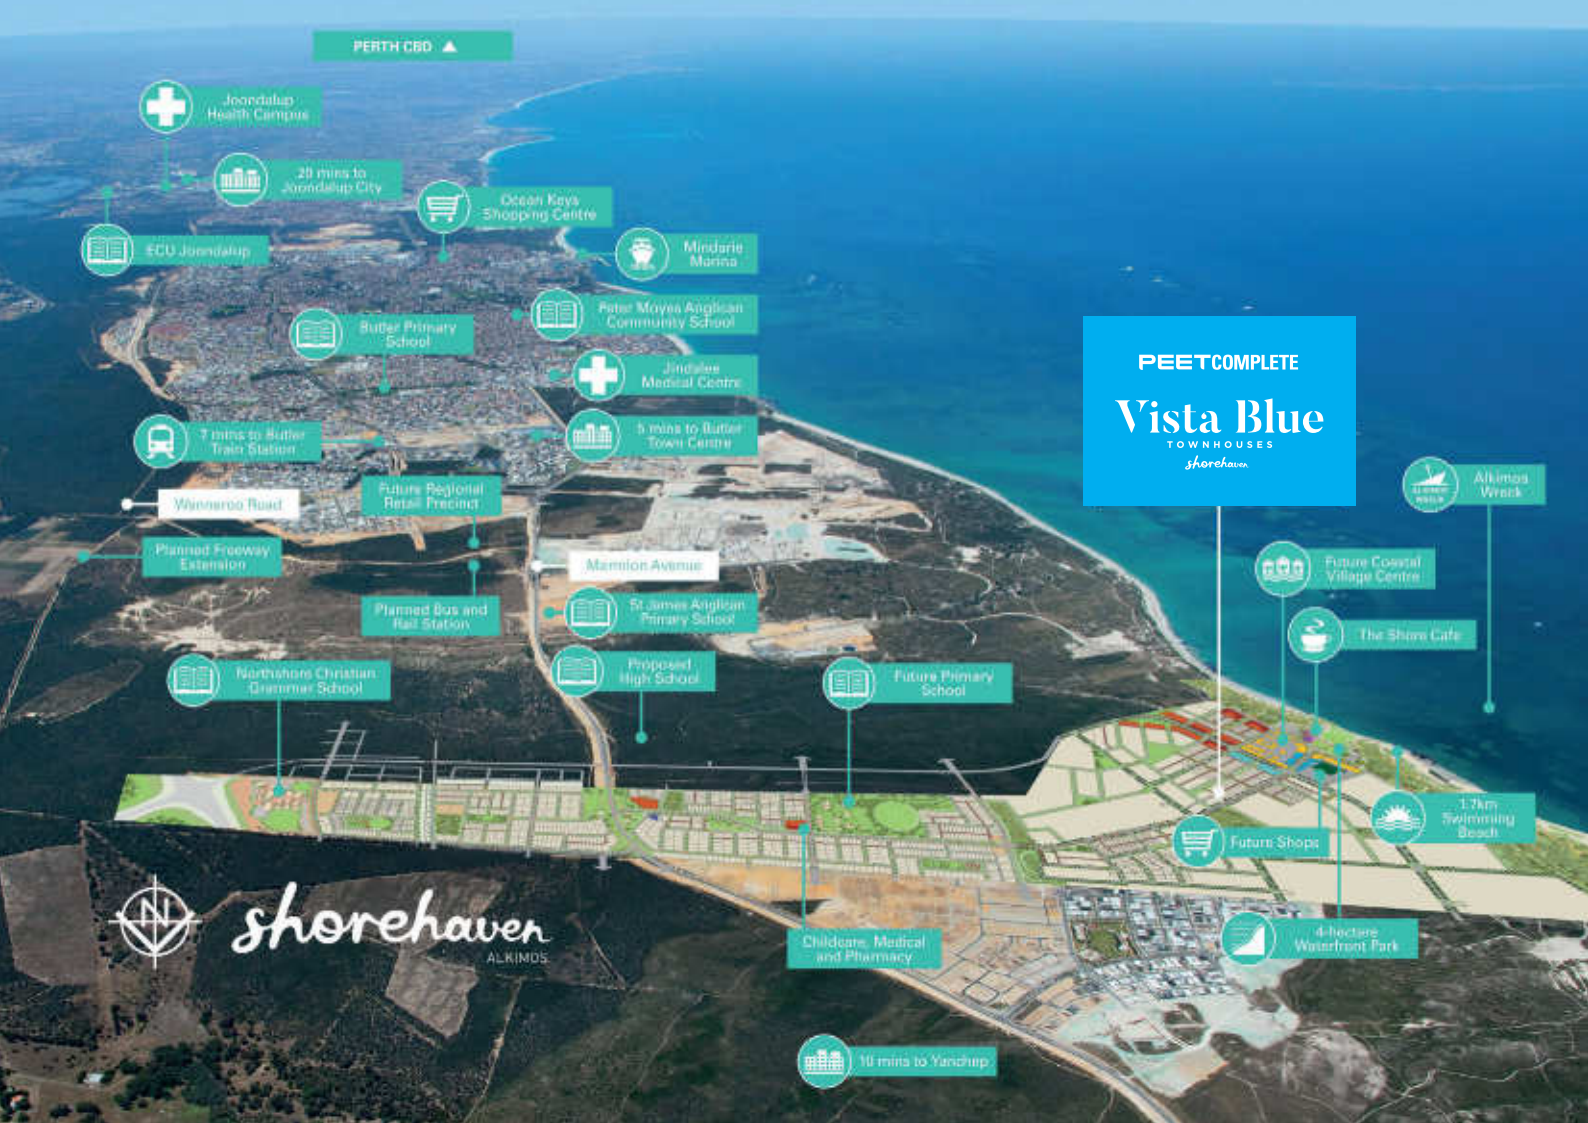 PERTH CBD
Joondalup
Health Campus
20 mins to
Joondalup City
Ocean Keys
Shopping Centre
ECU Joondalup
Mindarie
Marina
Peter Moyes Anglican
Community School
Butler Primary
School
Jindalee
Medical Centre
7 mins to Butler
Train Station
5 mins to Butler
Town Centre
PEETCOMPLETE
Vista Blue
TOWNHOUSES
shorehaven
Alkimos
Wreck
ALKIMOS
WRECK
Wanneroo Road
Future Regional
Retail Precinct
Planned Freeway
Extension
Marmion Avenue
Future Coastal
Village Centre
Planned Bus and
Rail Station
St James Anglican
Primary School
The Shore Cafe
Northshore Christian
Grammar School
Proposed
High School
Future Primary
School
1.7km
Swimming
Beach
Future Shops
N
shorehaven
ALKIMOS
Childcare, Medical
and Pharmacy
4-hectare
Waterfront Park
10 mins to Yanchep